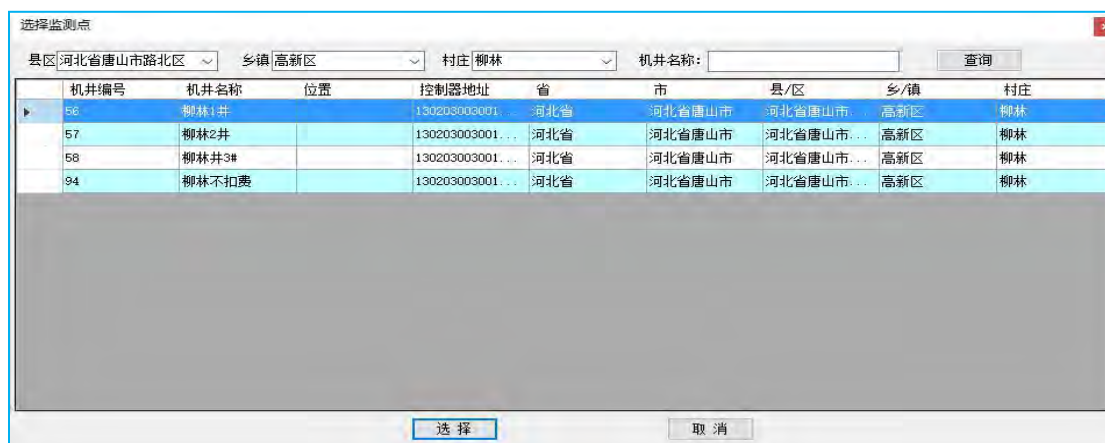 选择监测点
县区 河北省唐山市路北区 乡镇 高新区 村庄 柳林 机井名称: 查询
机井编号 机井名称 位置 控制器地址 省 市 县/区 乡/镇 村庄
56 柳林1井 130203003001... 河北省 河北省唐山市 河北省唐山市... 高新区 柳林
57 柳林2井 130203003001... 河北省 河北省唐山市 河北省唐山市... 高新区 柳林
58 柳林井3# 130203003001... 河北省 河北省唐山市 河北省唐山市... 高新区 柳林
94 柳林不扣费 130203003001... 河北省 河北省唐山市 河北省唐山市... 高新区 柳林
选 择 取 消